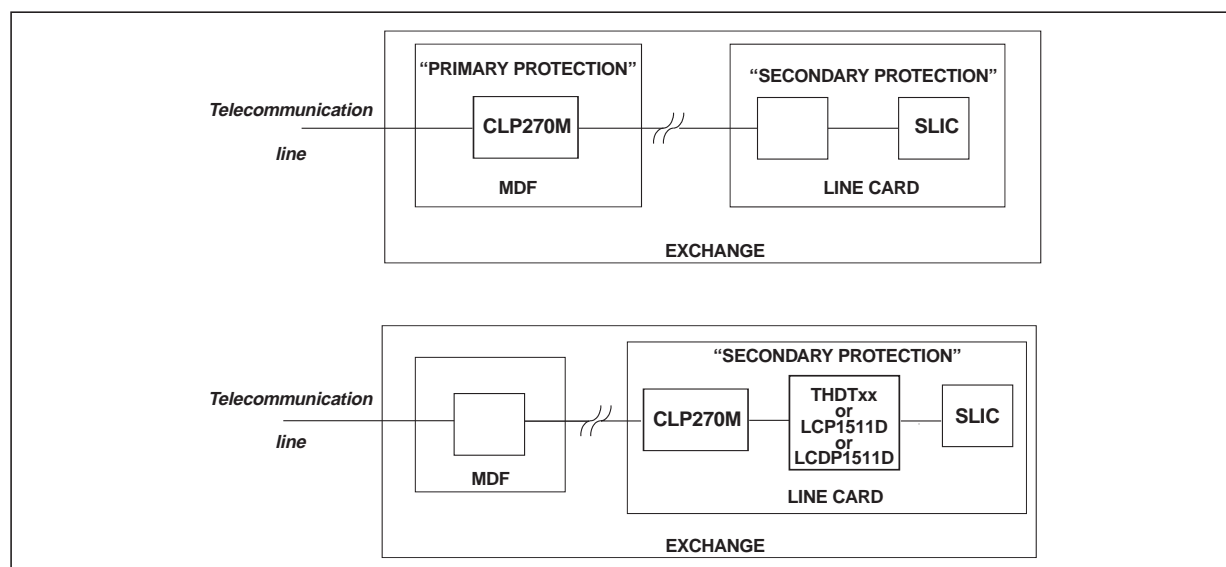 “PRIMARY PROTECTION”
“SECONDARY PROTECTION”
Telecommunication
line
CLP270M
SLIC
MDF
LINE CARD
EXCHANGE
“SECONDARY PROTECTION”
Telecommunication
line
CLP270M
THDTxx
or
LCP1511D
or
LCDP1511D
SLIC
MDF
LINE CARD
EXCHANGE